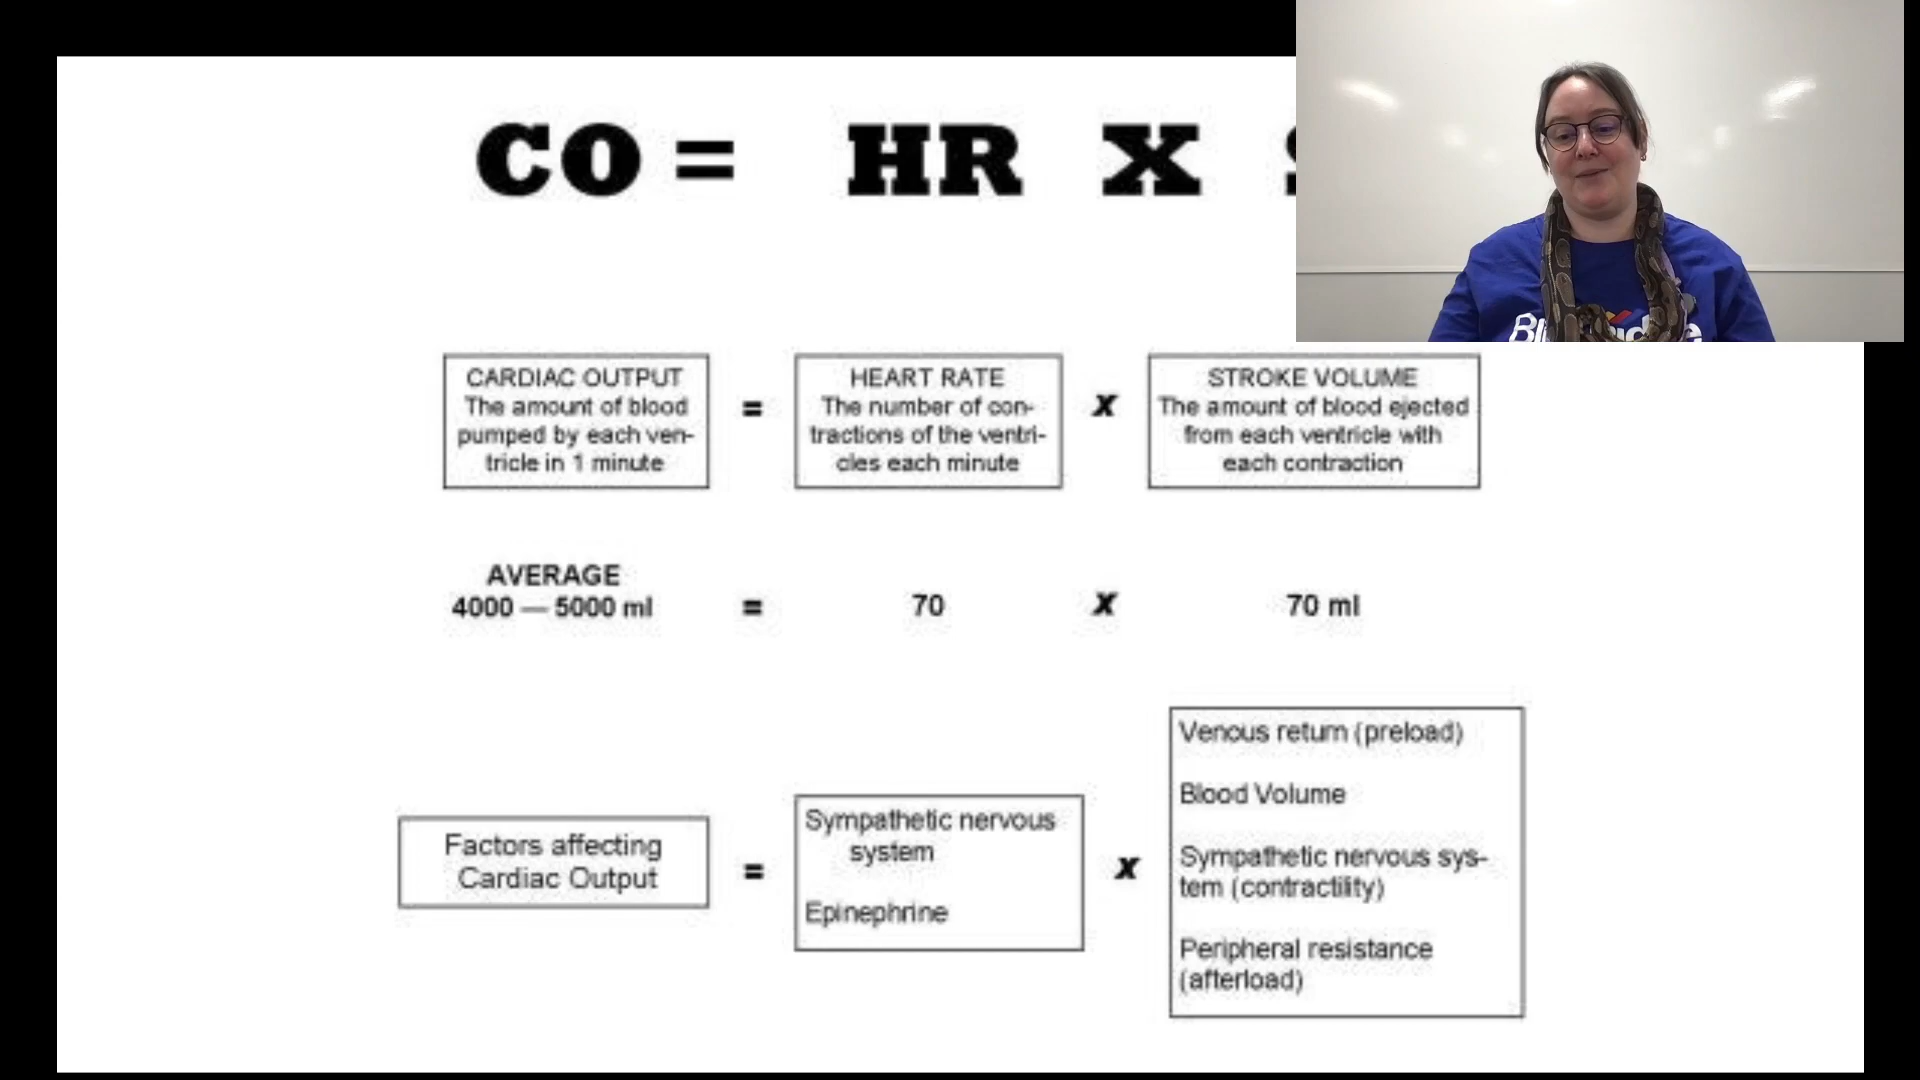 CO = HR X
CARDIAC OUTPUT
The amount of blood
pumped by each ven-
tricle in 1 minute
=
HEART RATE
The number of con-
tractions of the ventri-
cles each minute
x
STROKE VOLUME
The amount of blood ejected
from each ventricle with
each contraction
AVERAGE
4000 — 5000 ml = 70 x 70 ml
Factors affecting
Cardiac Output
=
Sympathetic nervous
system
Epinephrine
x
Venous return (preload)
Blood Volume
Sympathetic nervous sys-
tem (contractility)
Peripheral resistance
(afterload)